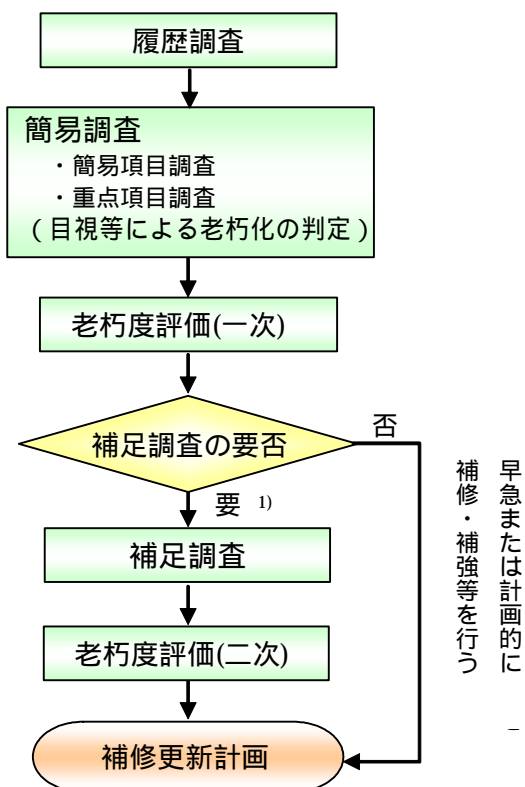 履歴調査
簡易調査
・簡易項目調査
・重点項目調査
(目視等による老朽化の判定)
老朽度評価(一次)
補足調査の要否
否
要 1)
補足調査
老朽度評価(二次)
補修更新計画
早急または計画的に
補修・補強等を行う